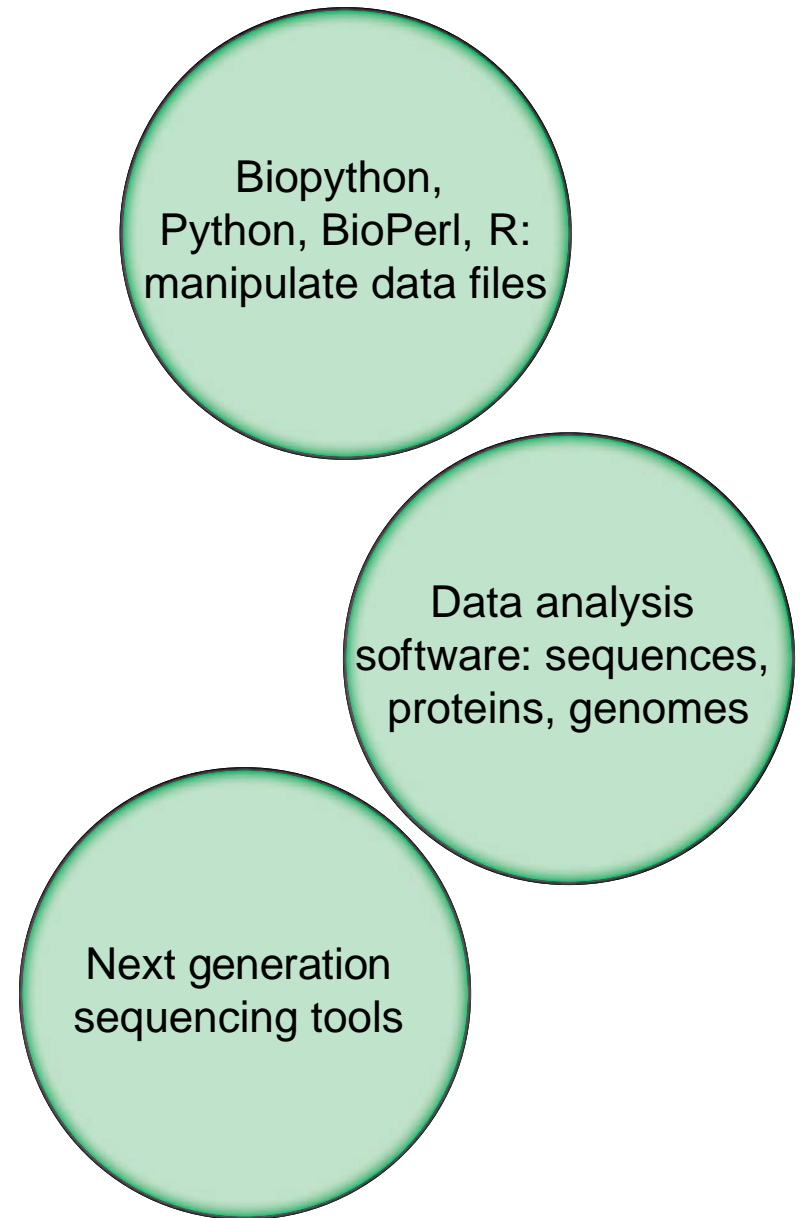 Biopython,
Python, BioPerl, R:
manipulate data files
Data analysis
software: sequences,
proteins, genomes
Next generation
sequencing tools